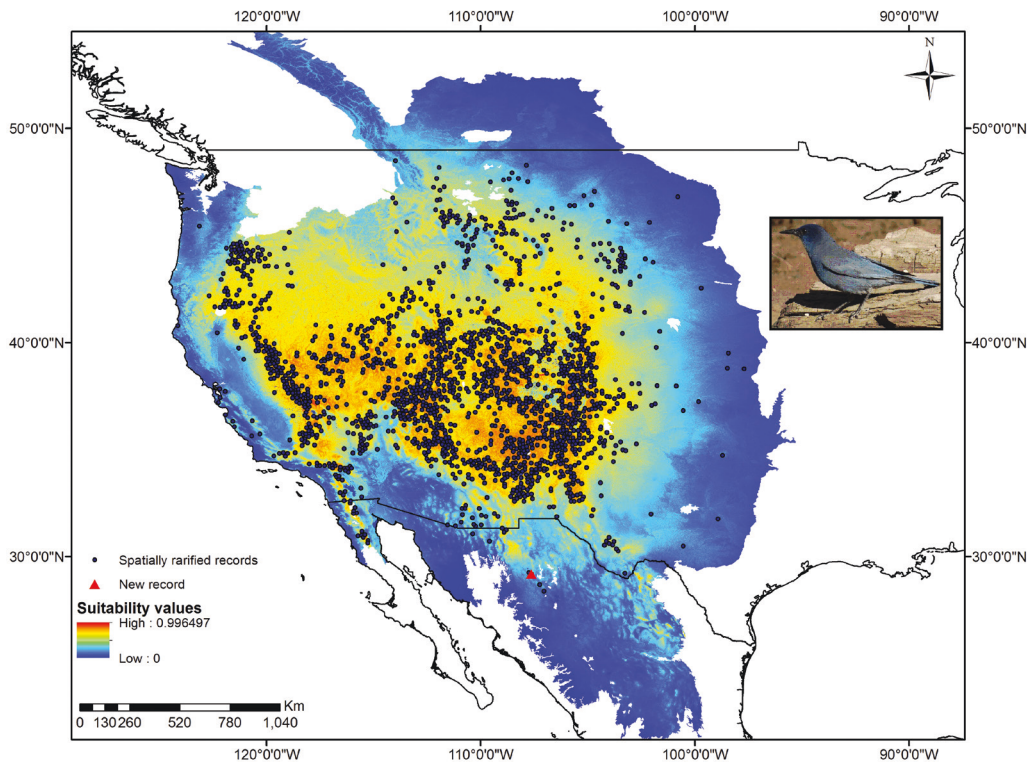 120°0'0"W 110°0'0"W 100°0'0"W 90°0'0"W
N
50°0'0"N 50°0'0"N
40°0'0"N 40°0'0"N
30°0'0"N 30°0'0"N
Spatially rarified records
New record
Suitability values
High : 0.996497
Low : 0
Km
0 130 260 520 780 1,040
120°0'0"W 110°0'0"W 100°0'0"W 90°0'0"W